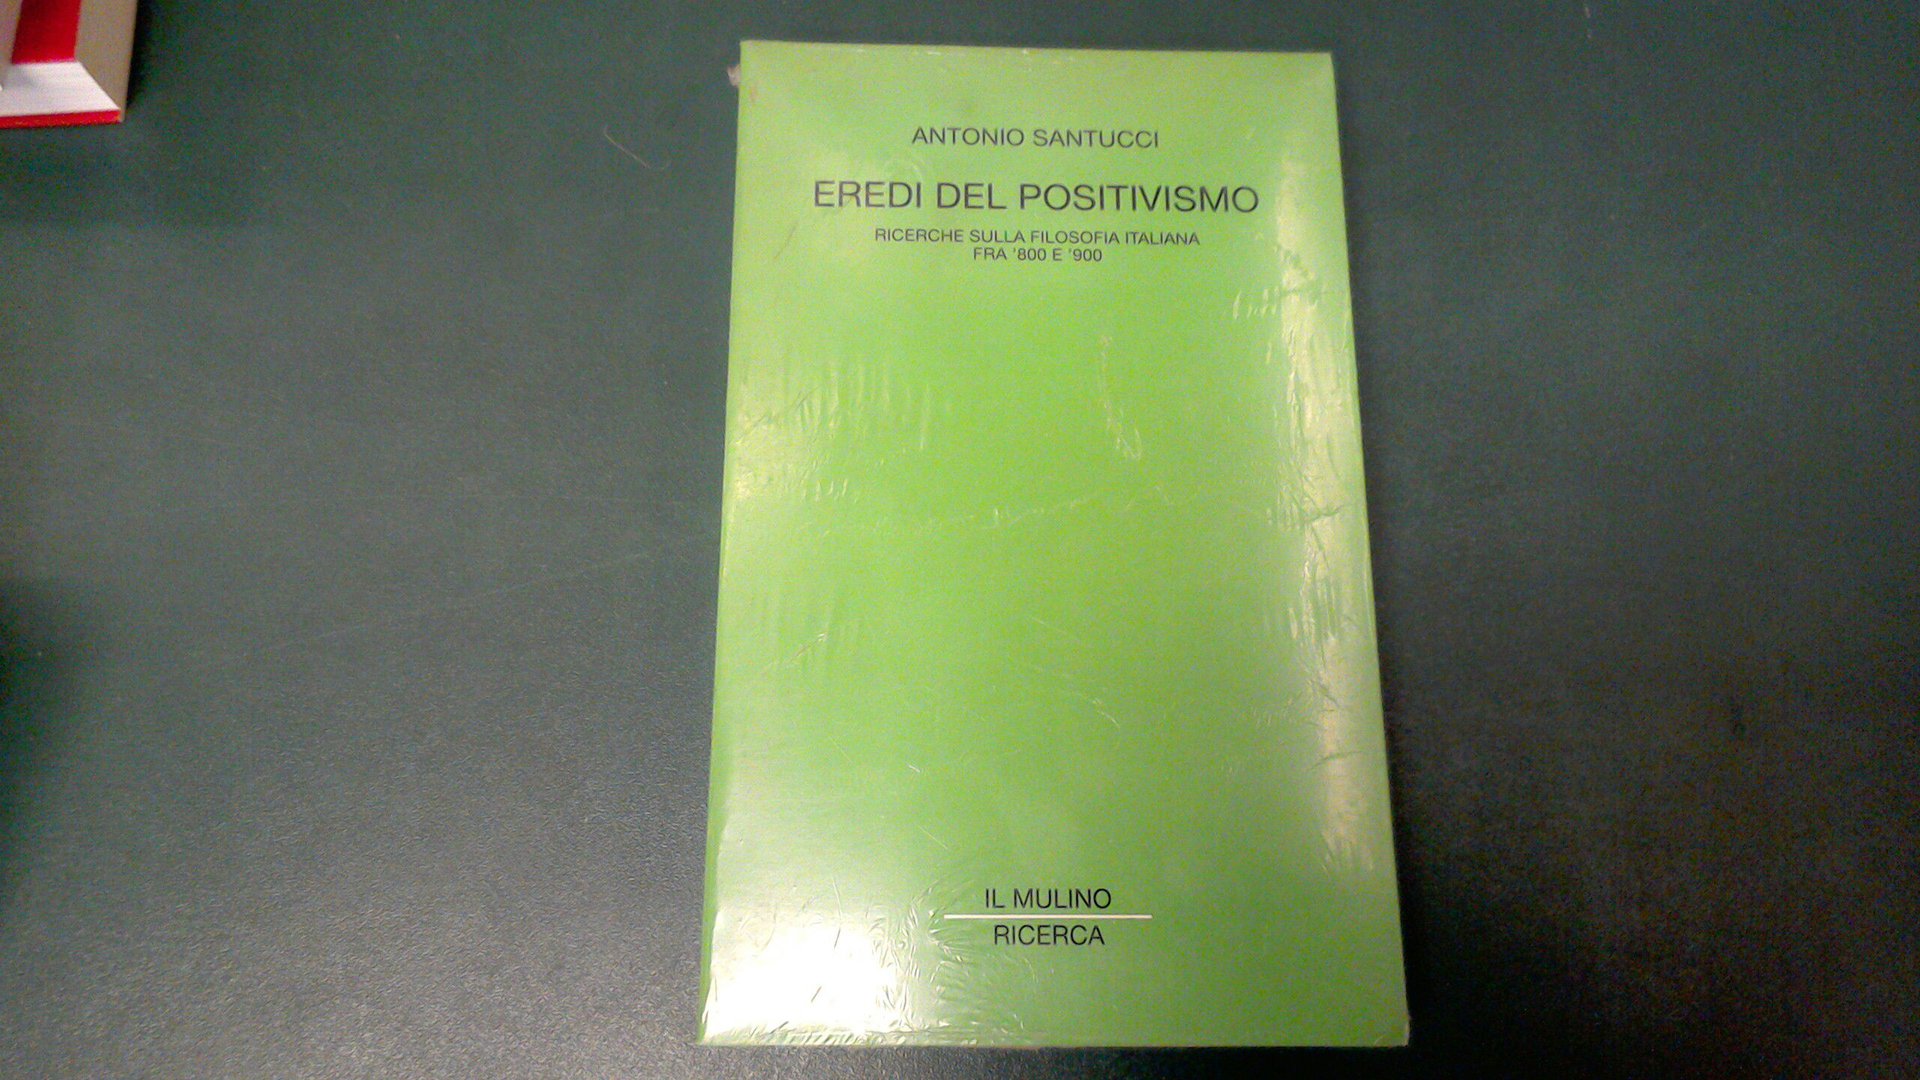 ANTONIO SANTUCCI
EREDI DEL POSITIVISMO
RICERCHE SULLA FILOSOFIA ITALIANA
FRA '800 E '900
IL MULINO
RICERCA